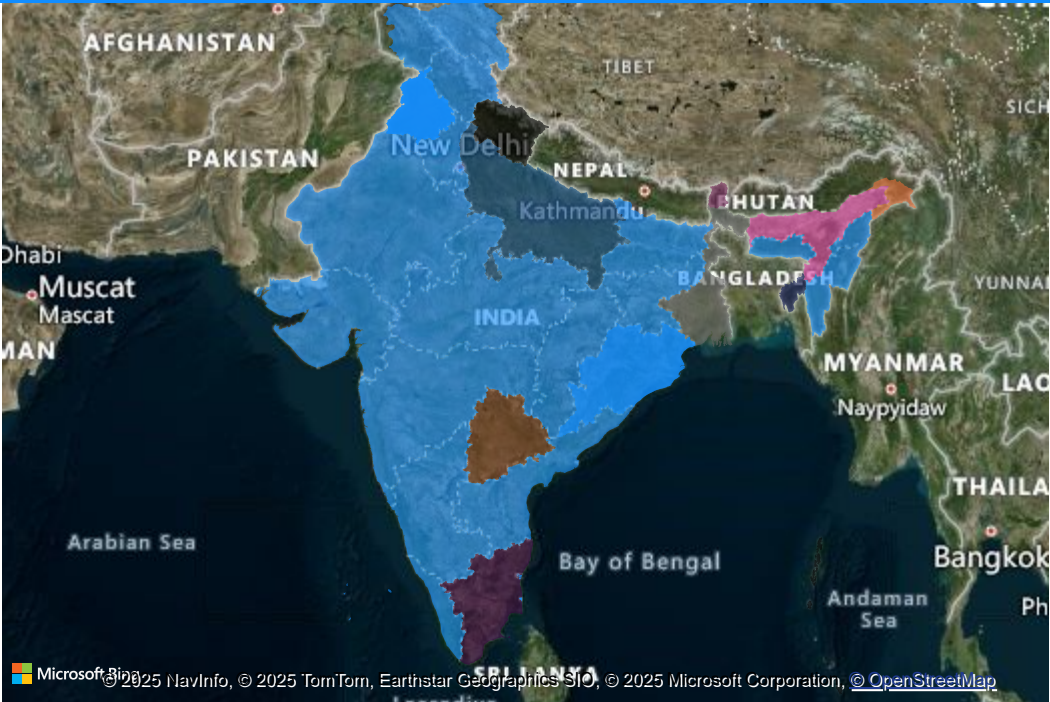 AFGHANISTAN
TIBET
SICH
New Delhi
PAKISTAN
NEPAL
BHUTAN
Kathmandu
Dhabi
BANGLADESH
YUNNAN
Muscat
Mascat
INDIA
MAN
MYANMAR
LAO
Naypyidaw
THAILA
Arabian Sea
Bay of Bengal
Bangkok
Andaman
Sea
Ph
SRI LANKA
Microsoft Bing
© 2025 NavInfo, © 2025 TomTom, Earthstar Geographics SIO, © 2025 Microsoft Corporation, © OpenStreetMap